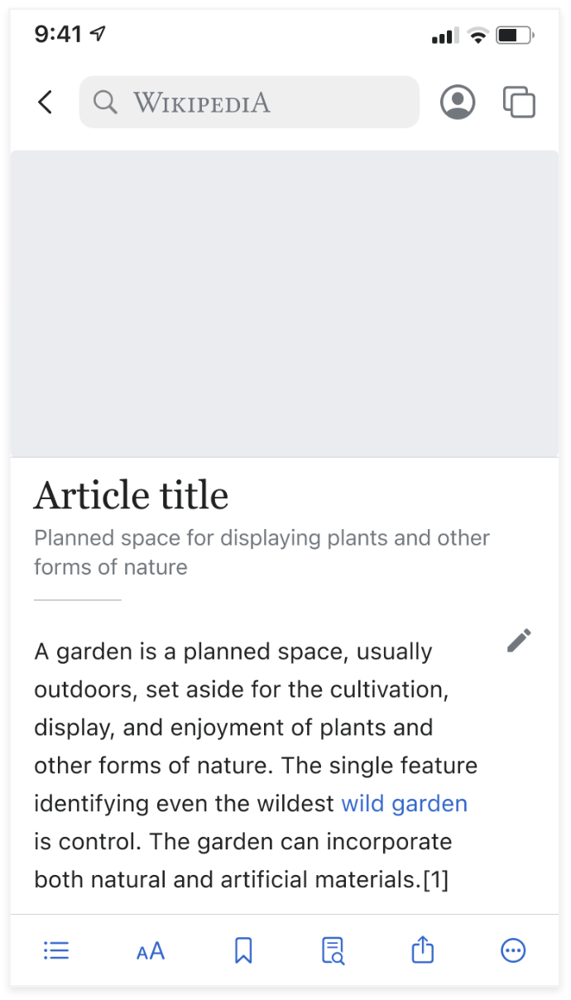 9:41
WIKIPEDIA
Article title
Planned space for displaying plants and other
forms of nature
A garden is a planned space, usually
outdoors, set aside for the cultivation,
display, and enjoyment of plants and
other forms of nature. The single feature
identifying even the wildest wild garden
is control. The garden can incorporate
both natural and artificial materials.[1]
AA